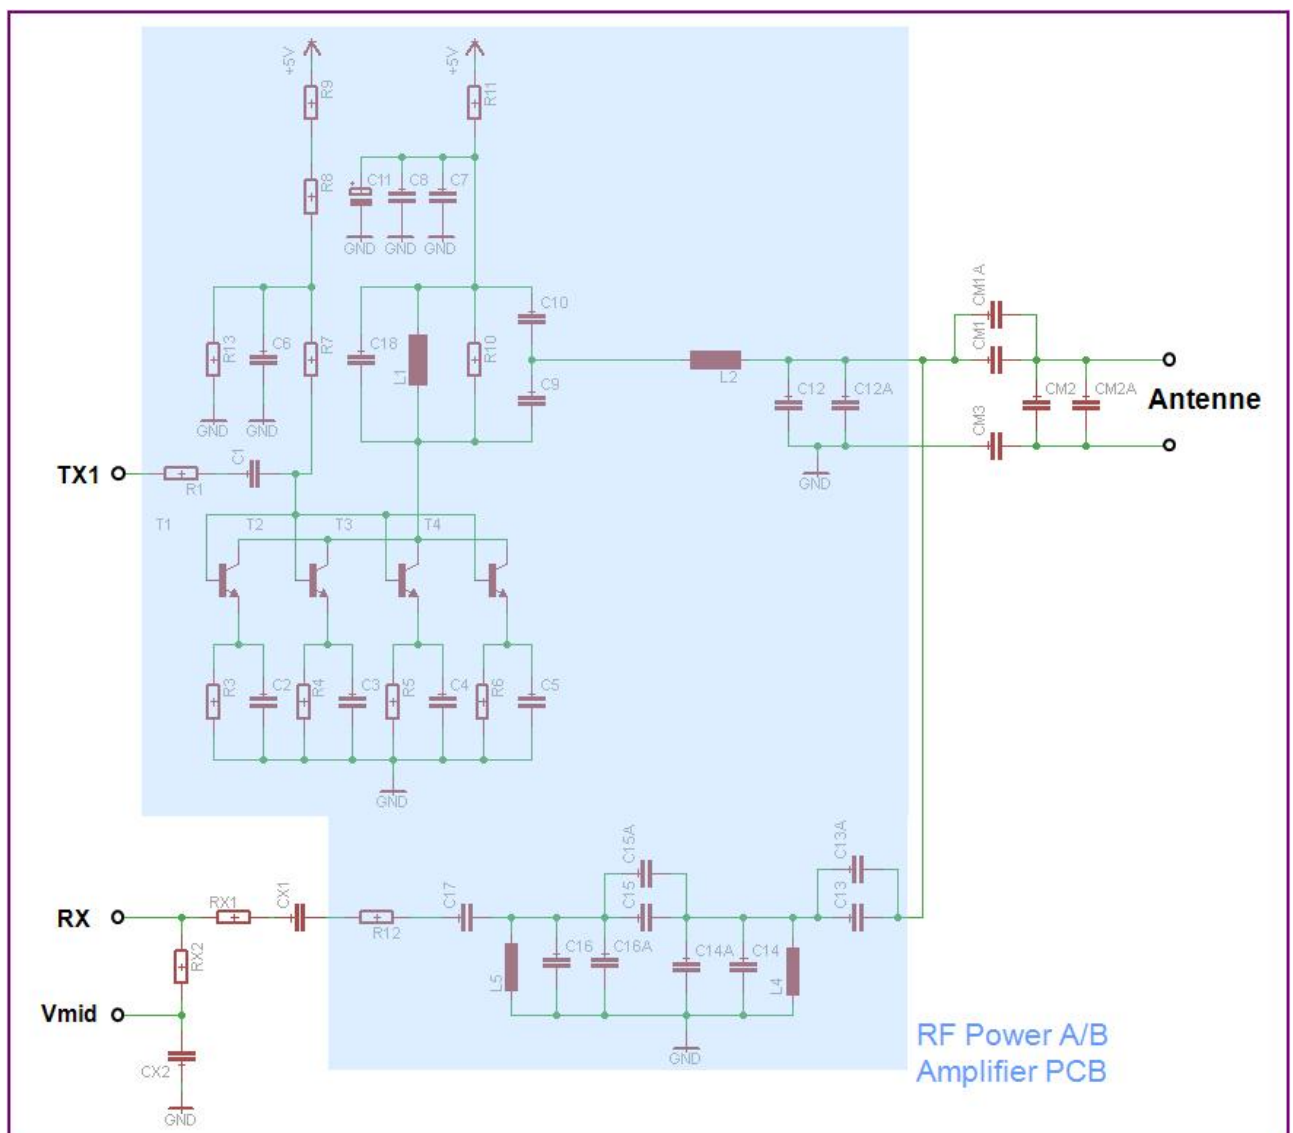 +5V
+5V
R9
R11
R8
C11
C8
C7
GND
GND
GND
CM1A
C10
CM1
R13
C6
R7
C18
L1
R10
C9
L2
C12
C12A
CM2
CM2A
Antenne
CM3
GND
GND
TX1
R1
C1
GND
T1
T2
T3
T4
R3
C2
R4
C3
R5
C4
R6
C5
GND
C15A
C13A
RX
RX1
CX1
R12
C17
C15
C13
RX2
L5
C16
C16A
C14A
C14
L4
Vmid
GND
CX2
GND
RF Power A/B
Amplifier PCB